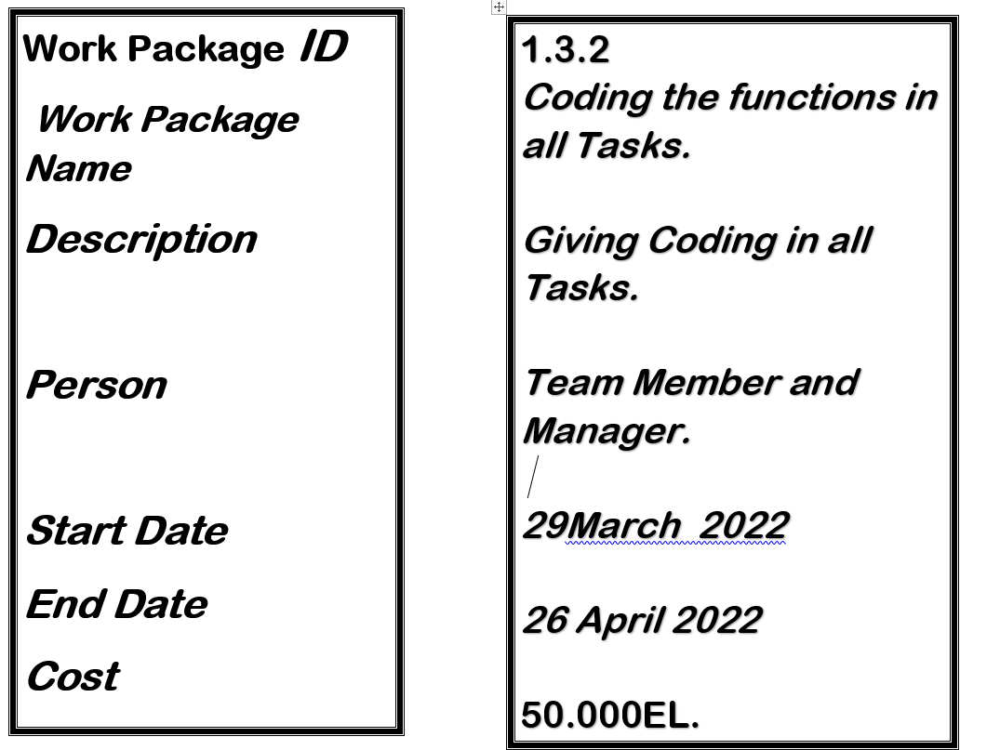 Work Package ID
Work Package
Name
Description
Person
Start Date
End Date
Cost
1.3.2
Coding the functions in
all Tasks.
Giving Coding in all
Tasks.
Team Member and
Manager.
29March  2022
26 April 2022
50.000EL.